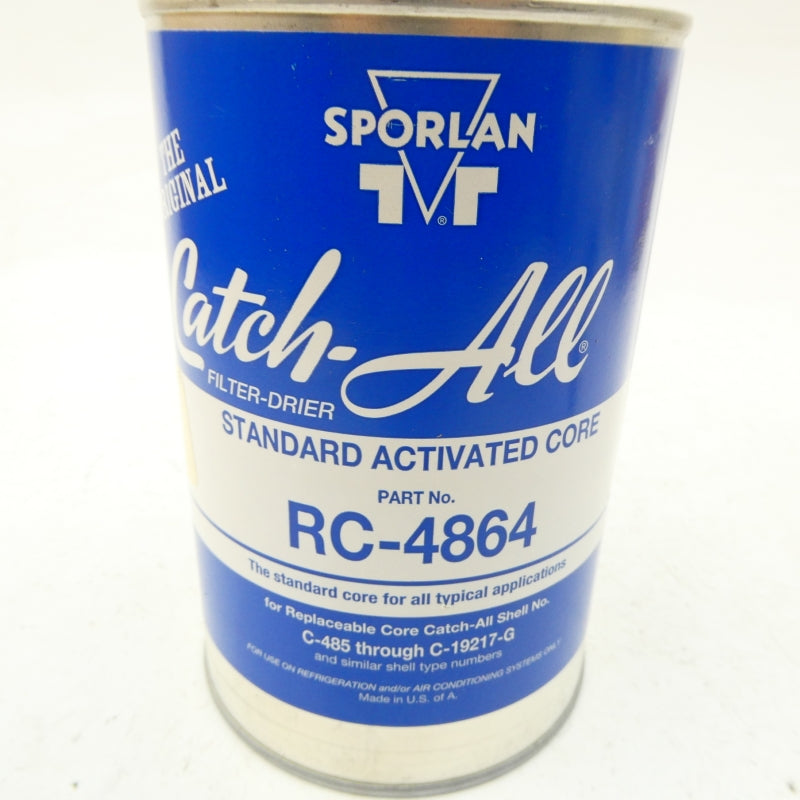 SPORLAN
®
THE
ORIGINAL
Catch-All®
FILTER-DRIER
STANDARD ACTIVATED CORE
PART No.
RC-4864
The standard core for all typical applications
for Replaceable Core Catch-All Shell No.
C-485 through C-19217-G
and similar shell type numbers
FOR USE ON REFRIGERATION and/or AIR CONDITIONING SYSTEMS ONLY
Made in U.S. of A.